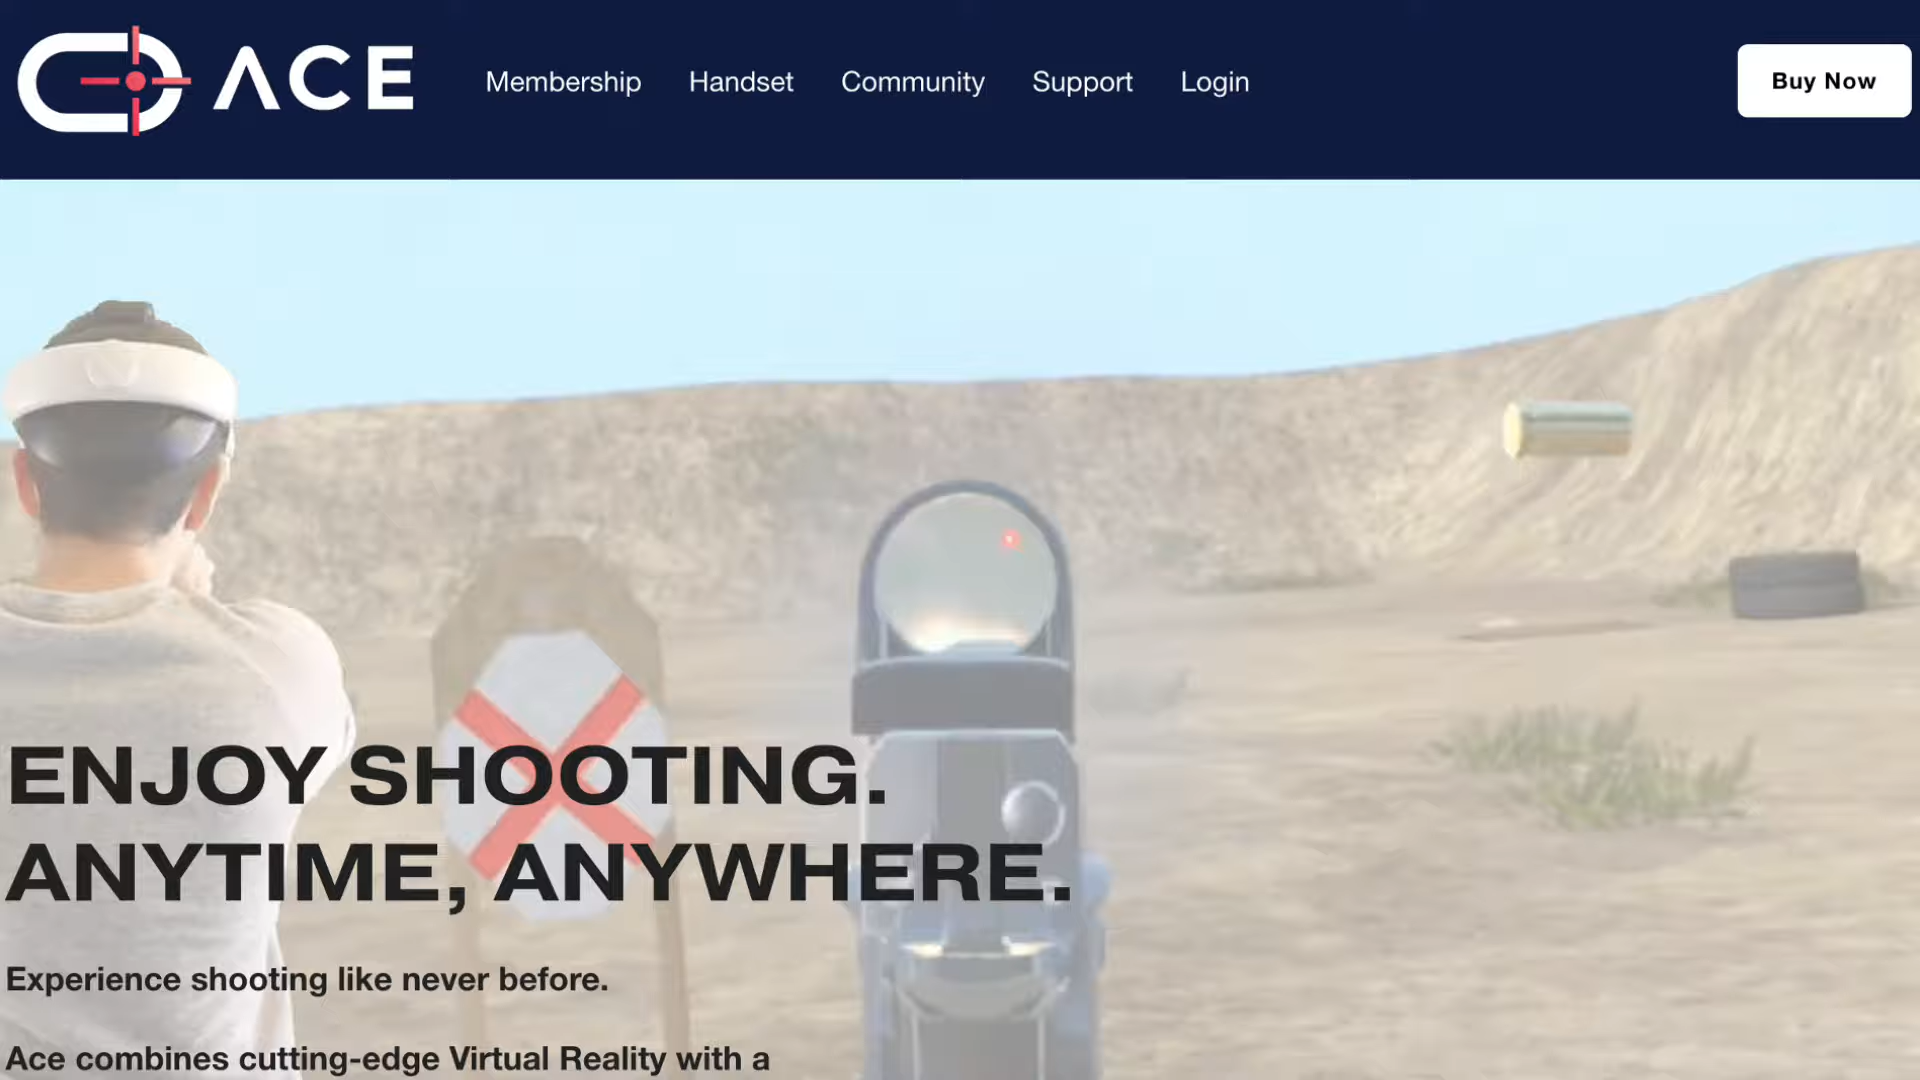 ACE
Membership
Handset
Community
Support
Login
Buy Now
ENJOY SHOOTING.
ANYTIME, ANYWHERE.
Experience shooting like never before.
Ace combines cutting-edge Virtual Reality with a